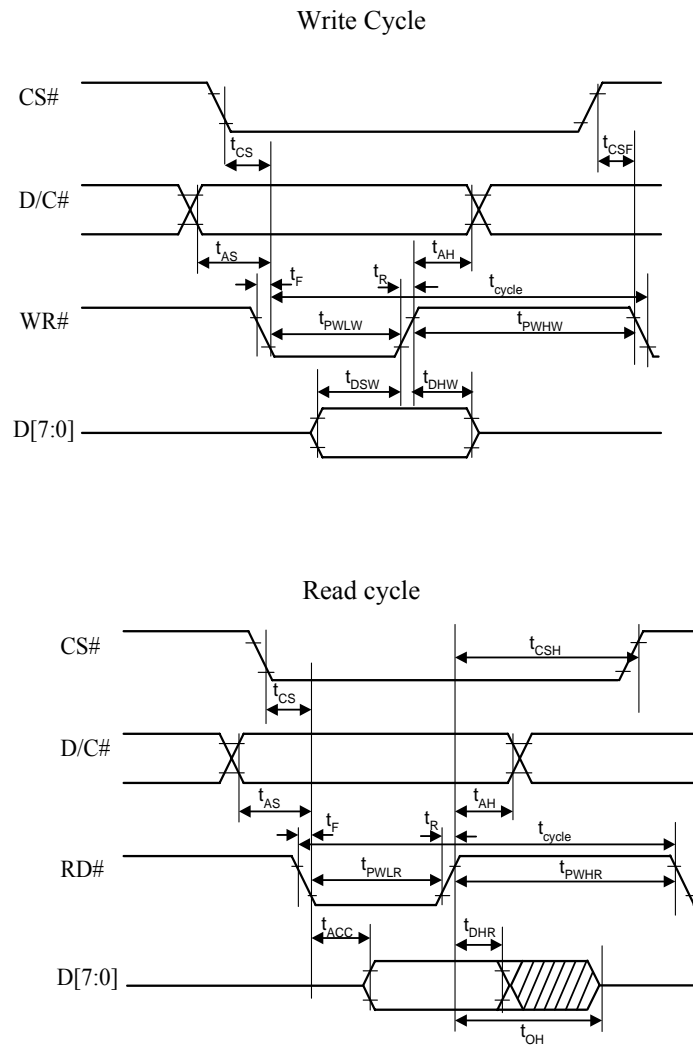 Write Cycle
CS#
tCS
tCSF
D/C#
tAS
tAH
tF
tR
tcycle
WR#
tPWLW
tPWHW
tDSW
tDHW
D[7:0]
Read cycle
CS#
tCSH
tCS
D/C#
tAS
tAH
tF
tR
tcycle
RD#
tPWLR
tPWHR
tACC
tDHR
D[7:0]
tOH